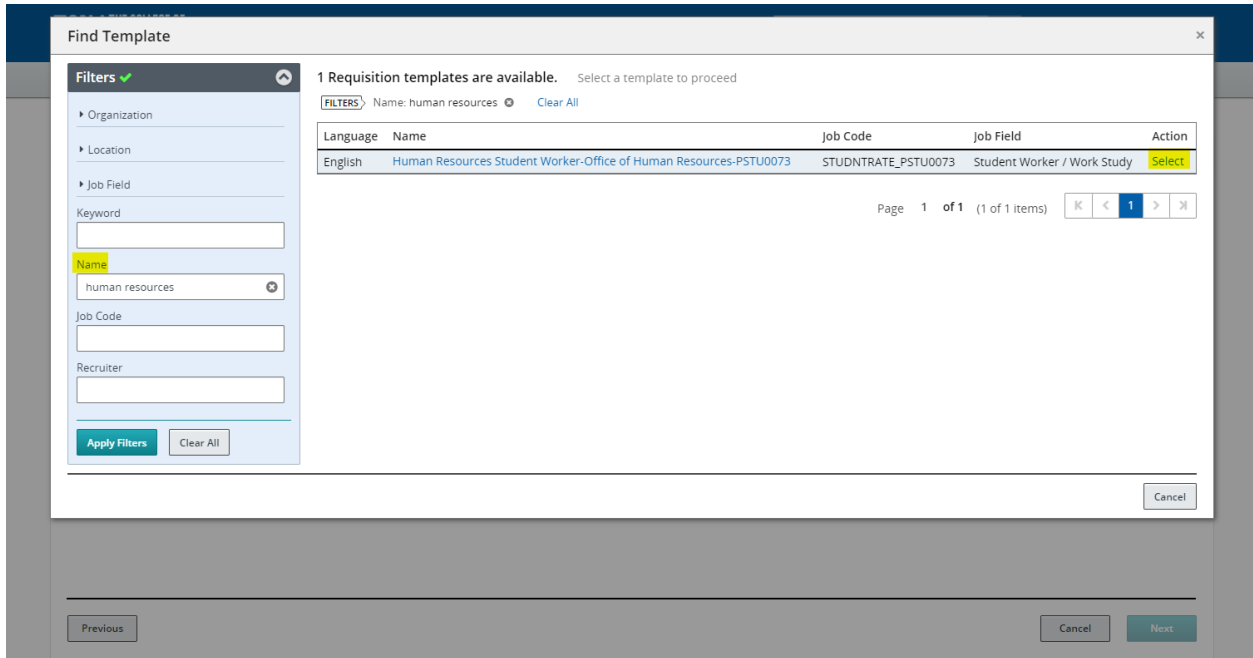 Find Template ×
Filters
Organization
Location
Job Field
Keyword
Name
human resources
Job Code
Recruiter
Apply Filters Clear All
1 Requisition templates are available. Select a template to proceed
FILTERS Name: human resources Clear All
Language Name Job Code Job Field Action
English Human Resources Student Worker-Office of Human Resources-PSTU0073 STUDNTRATE_PSTU0073 Student Worker / Work Study Select
Page 1 of 1 (1 of 1 items) K < 1 > >|
Cancel
Previous Cancel Next